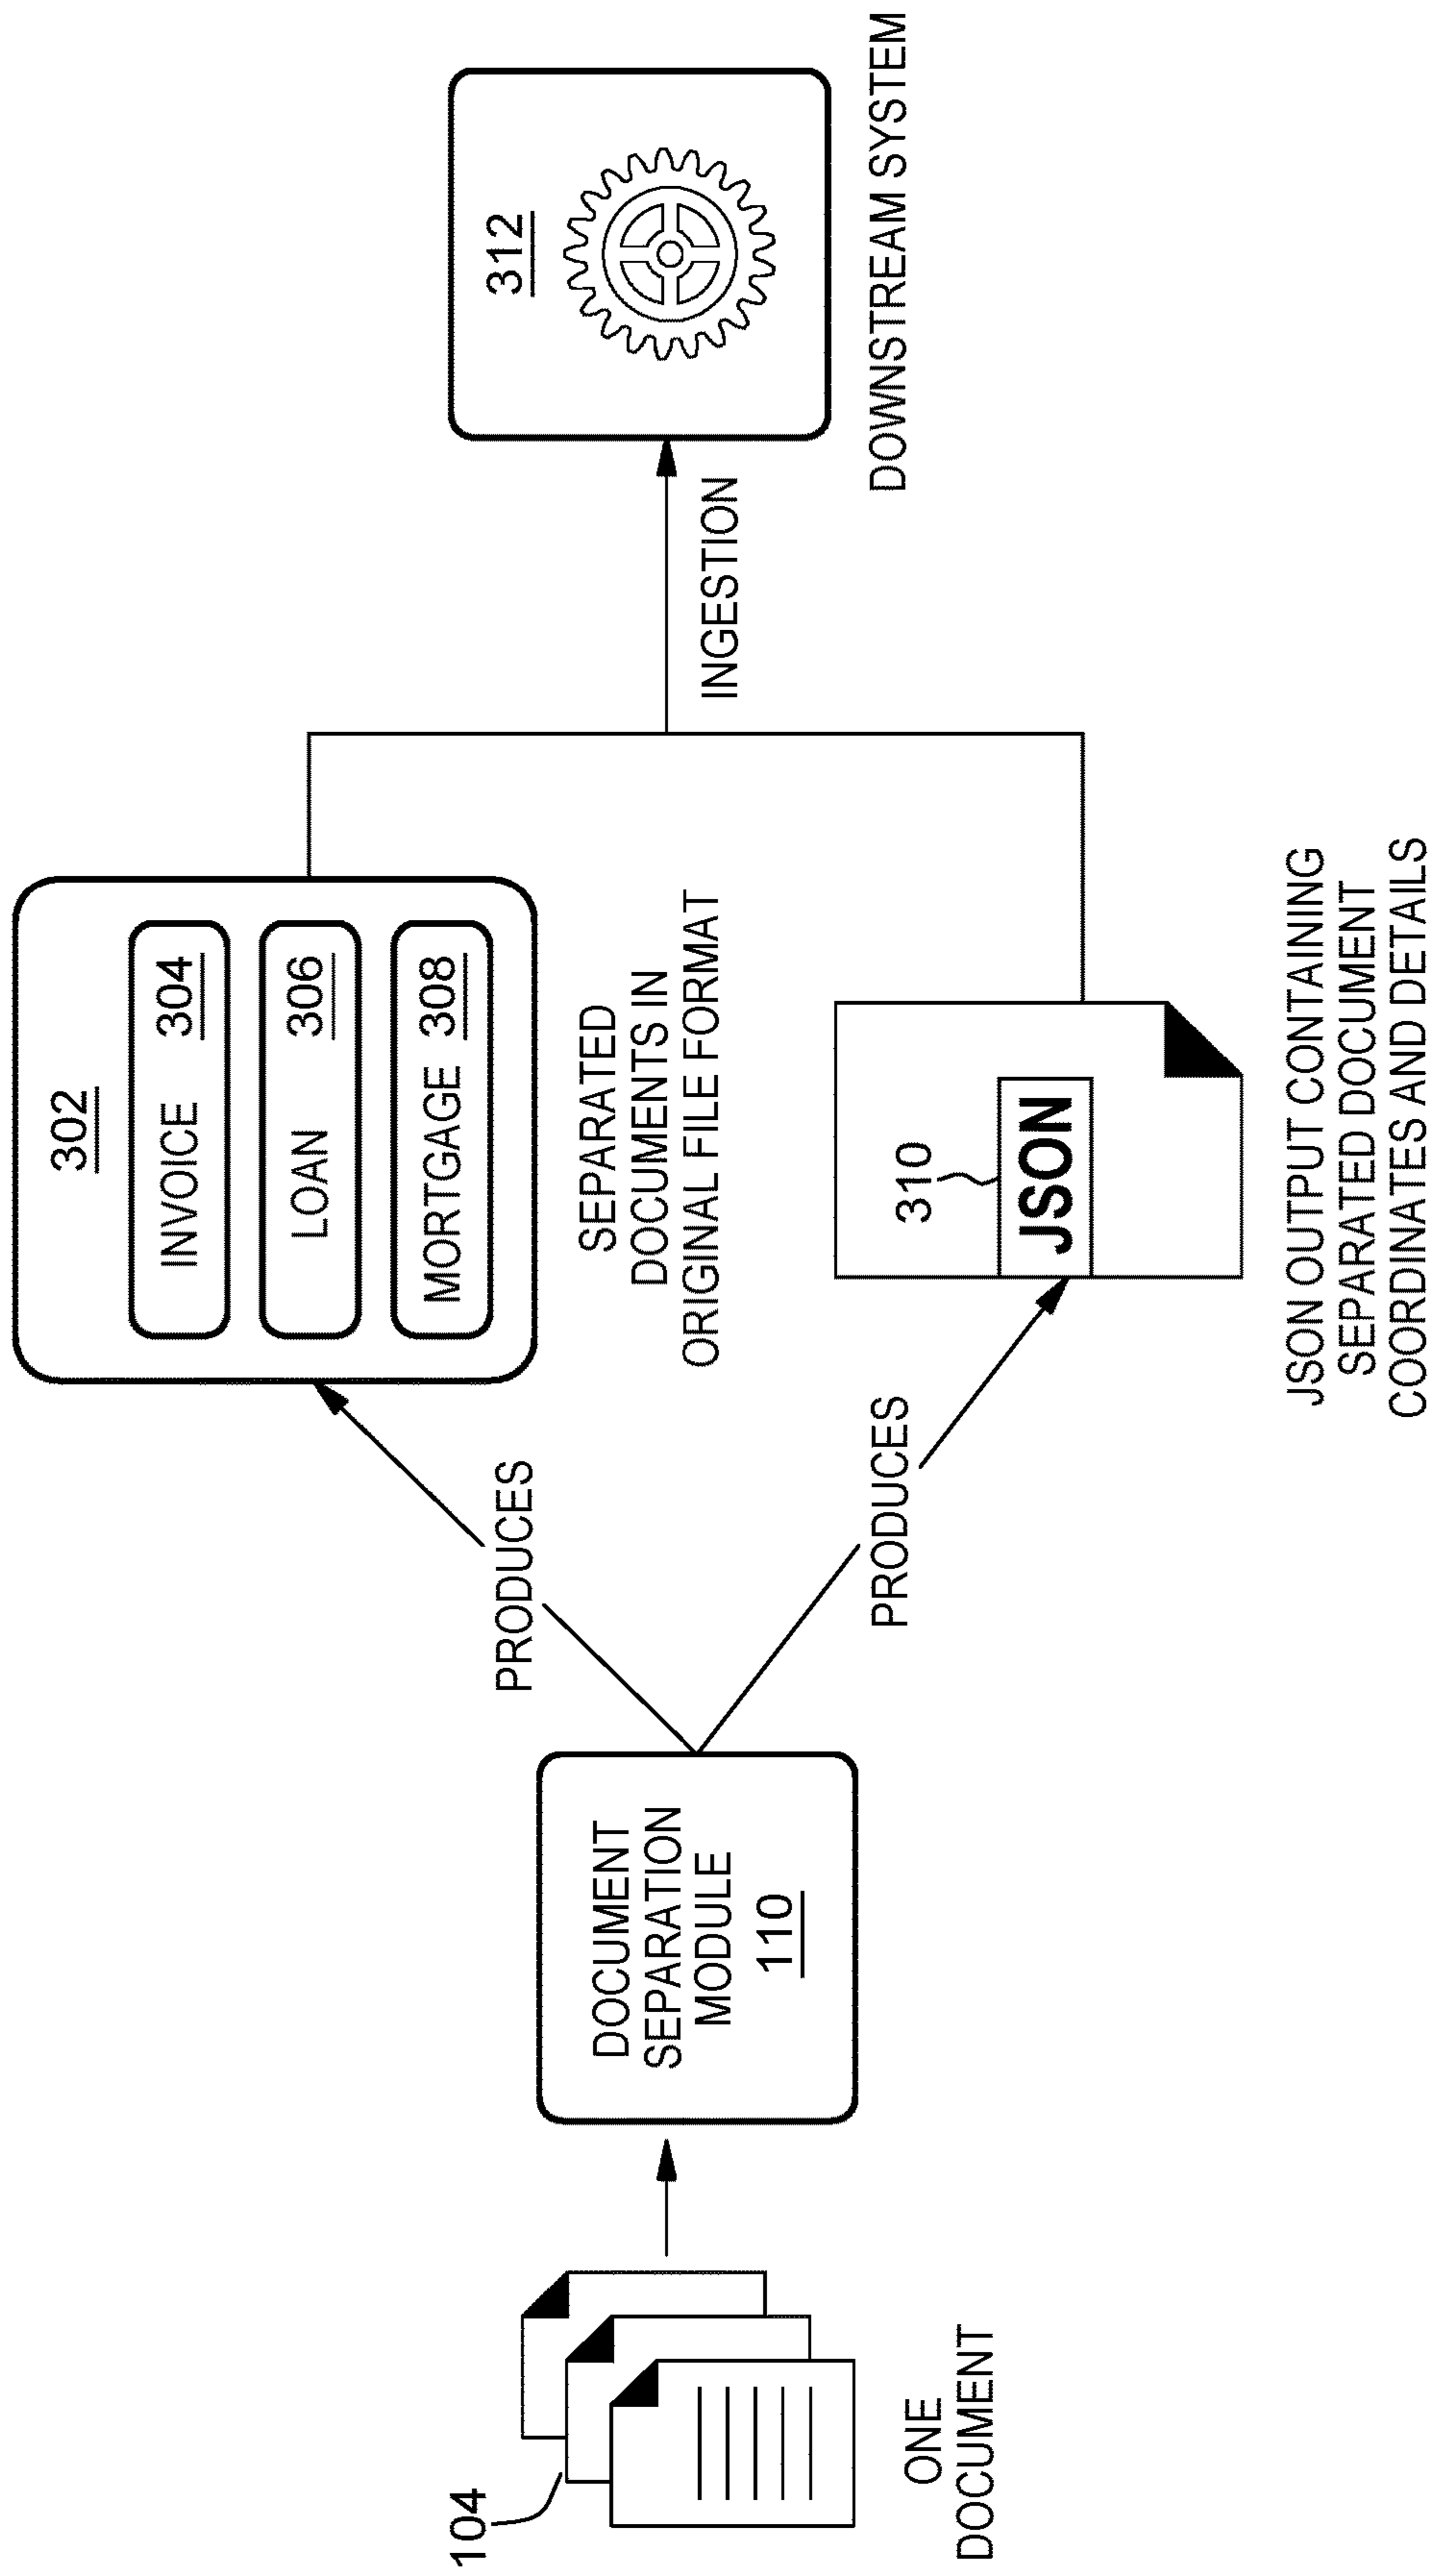 104
ONE
DOCUMENT
DOCUMENT
SEPARATION
MODULE
110
PRODUCES
PRODUCES
302
INVOICE 304
LOAN 306
MORTGAGE 308
SEPARATED
DOCUMENTS IN
ORIGINAL FILE FORMAT
310
JSON
JSON OUTPUT CONTAINING
SEPARATED DOCUMENT
COORDINATES AND DETAILS
INGESTION
312
DOWNSTREAM SYSTEM